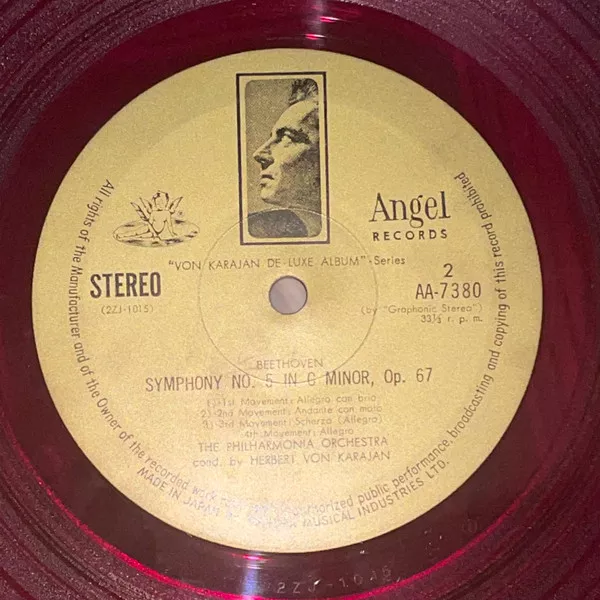 Angel
RECORDS
"VON KARAJAN DE-LUXE ALBUM"-Series
STEREO
(2ZJ-1015)
2
AA-7380
(by "Graphonic Stereo")
33⅓ r. p. m.
BEETHOVEN
SYMPHONY NO. 5 IN C MINOR, Op. 67
1)-1st Movement: Allegro con brio
2)-2nd Movement: Andante con moto
3)-3rd Movement: Scherzo (Allegro)
4th Movement: Allegro
THE PHILHARMONIA ORCHESTRA
cond. by HERBERT VON KARAJAN
All rights of the Manufacturer and of the Owner of the recorded work public performance, broadcasting and copying of this record prohibited
MADE IN JAPAN MUSICAL INDUSTRIES LTD.